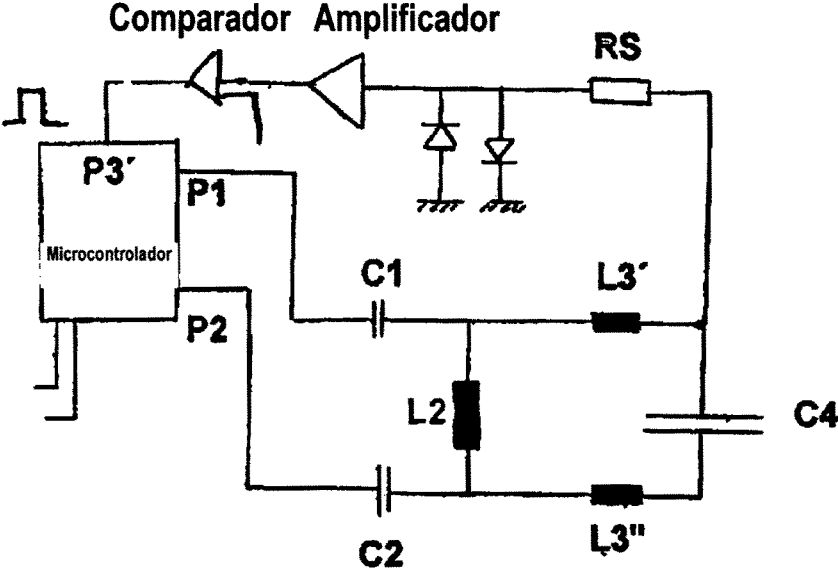 Comparador Amplificador
RS
P3´
P1
Microcontrolador
C1
L3´
P2
L2
C4
C2
L3"